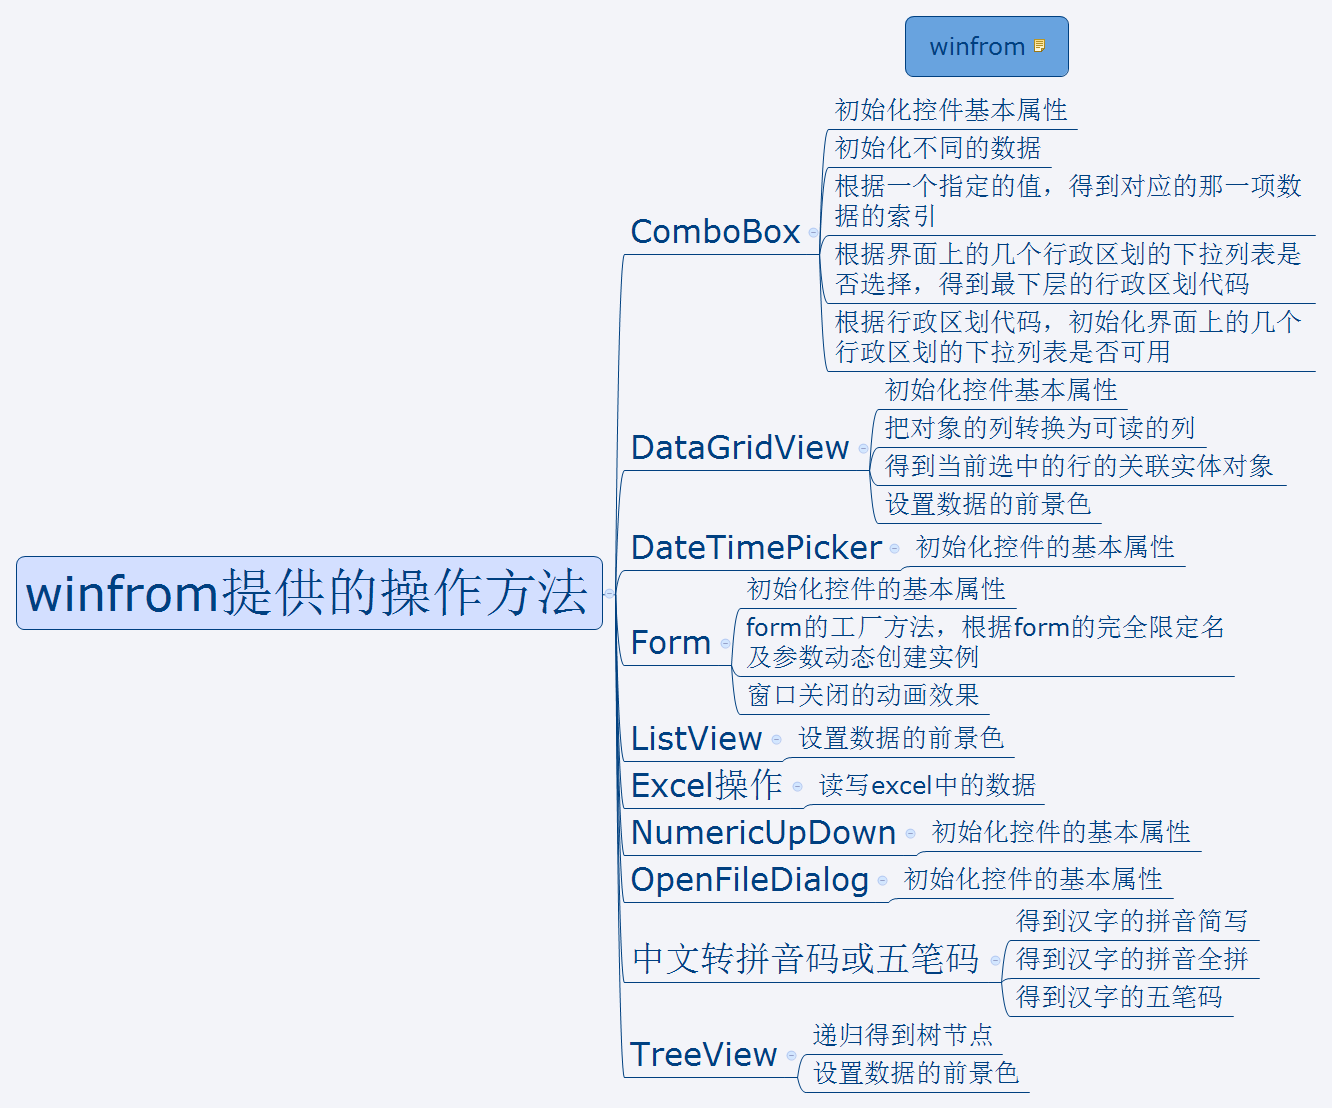 winfrom
winfrom提供的操作方法
ComboBox
初始化控件基本属性
初始化不同的数据
根据一个指定的值，得到对应的那一项数
据的索引
根据界面上的几个行政区划的下拉列表是
否选择，得到最下层的行政区划代码
根据行政区划代码，初始化界面上的几个
行政区划的下拉列表是否可用
DataGridView
初始化控件基本属性
把对象的列转换为可读的列
得到当前选中的行的关联实体对象
设置数据的前景色
DateTimePicker
初始化控件的基本属性
Form
初始化控件的基本属性
form的工厂方法，根据form的完全限定名
及参数动态创建实例
窗口关闭的动画效果
ListView
设置数据的前景色
Excel操作
读写excel中的数据
NumericUpDown
初始化控件的基本属性
OpenFileDialog
初始化控件的基本属性
中文转拼音码或五笔码
得到汉字的拼音简写
得到汉字的拼音全拼
得到汉字的五笔码
TreeView
递归得到树节点
设置数据的前景色